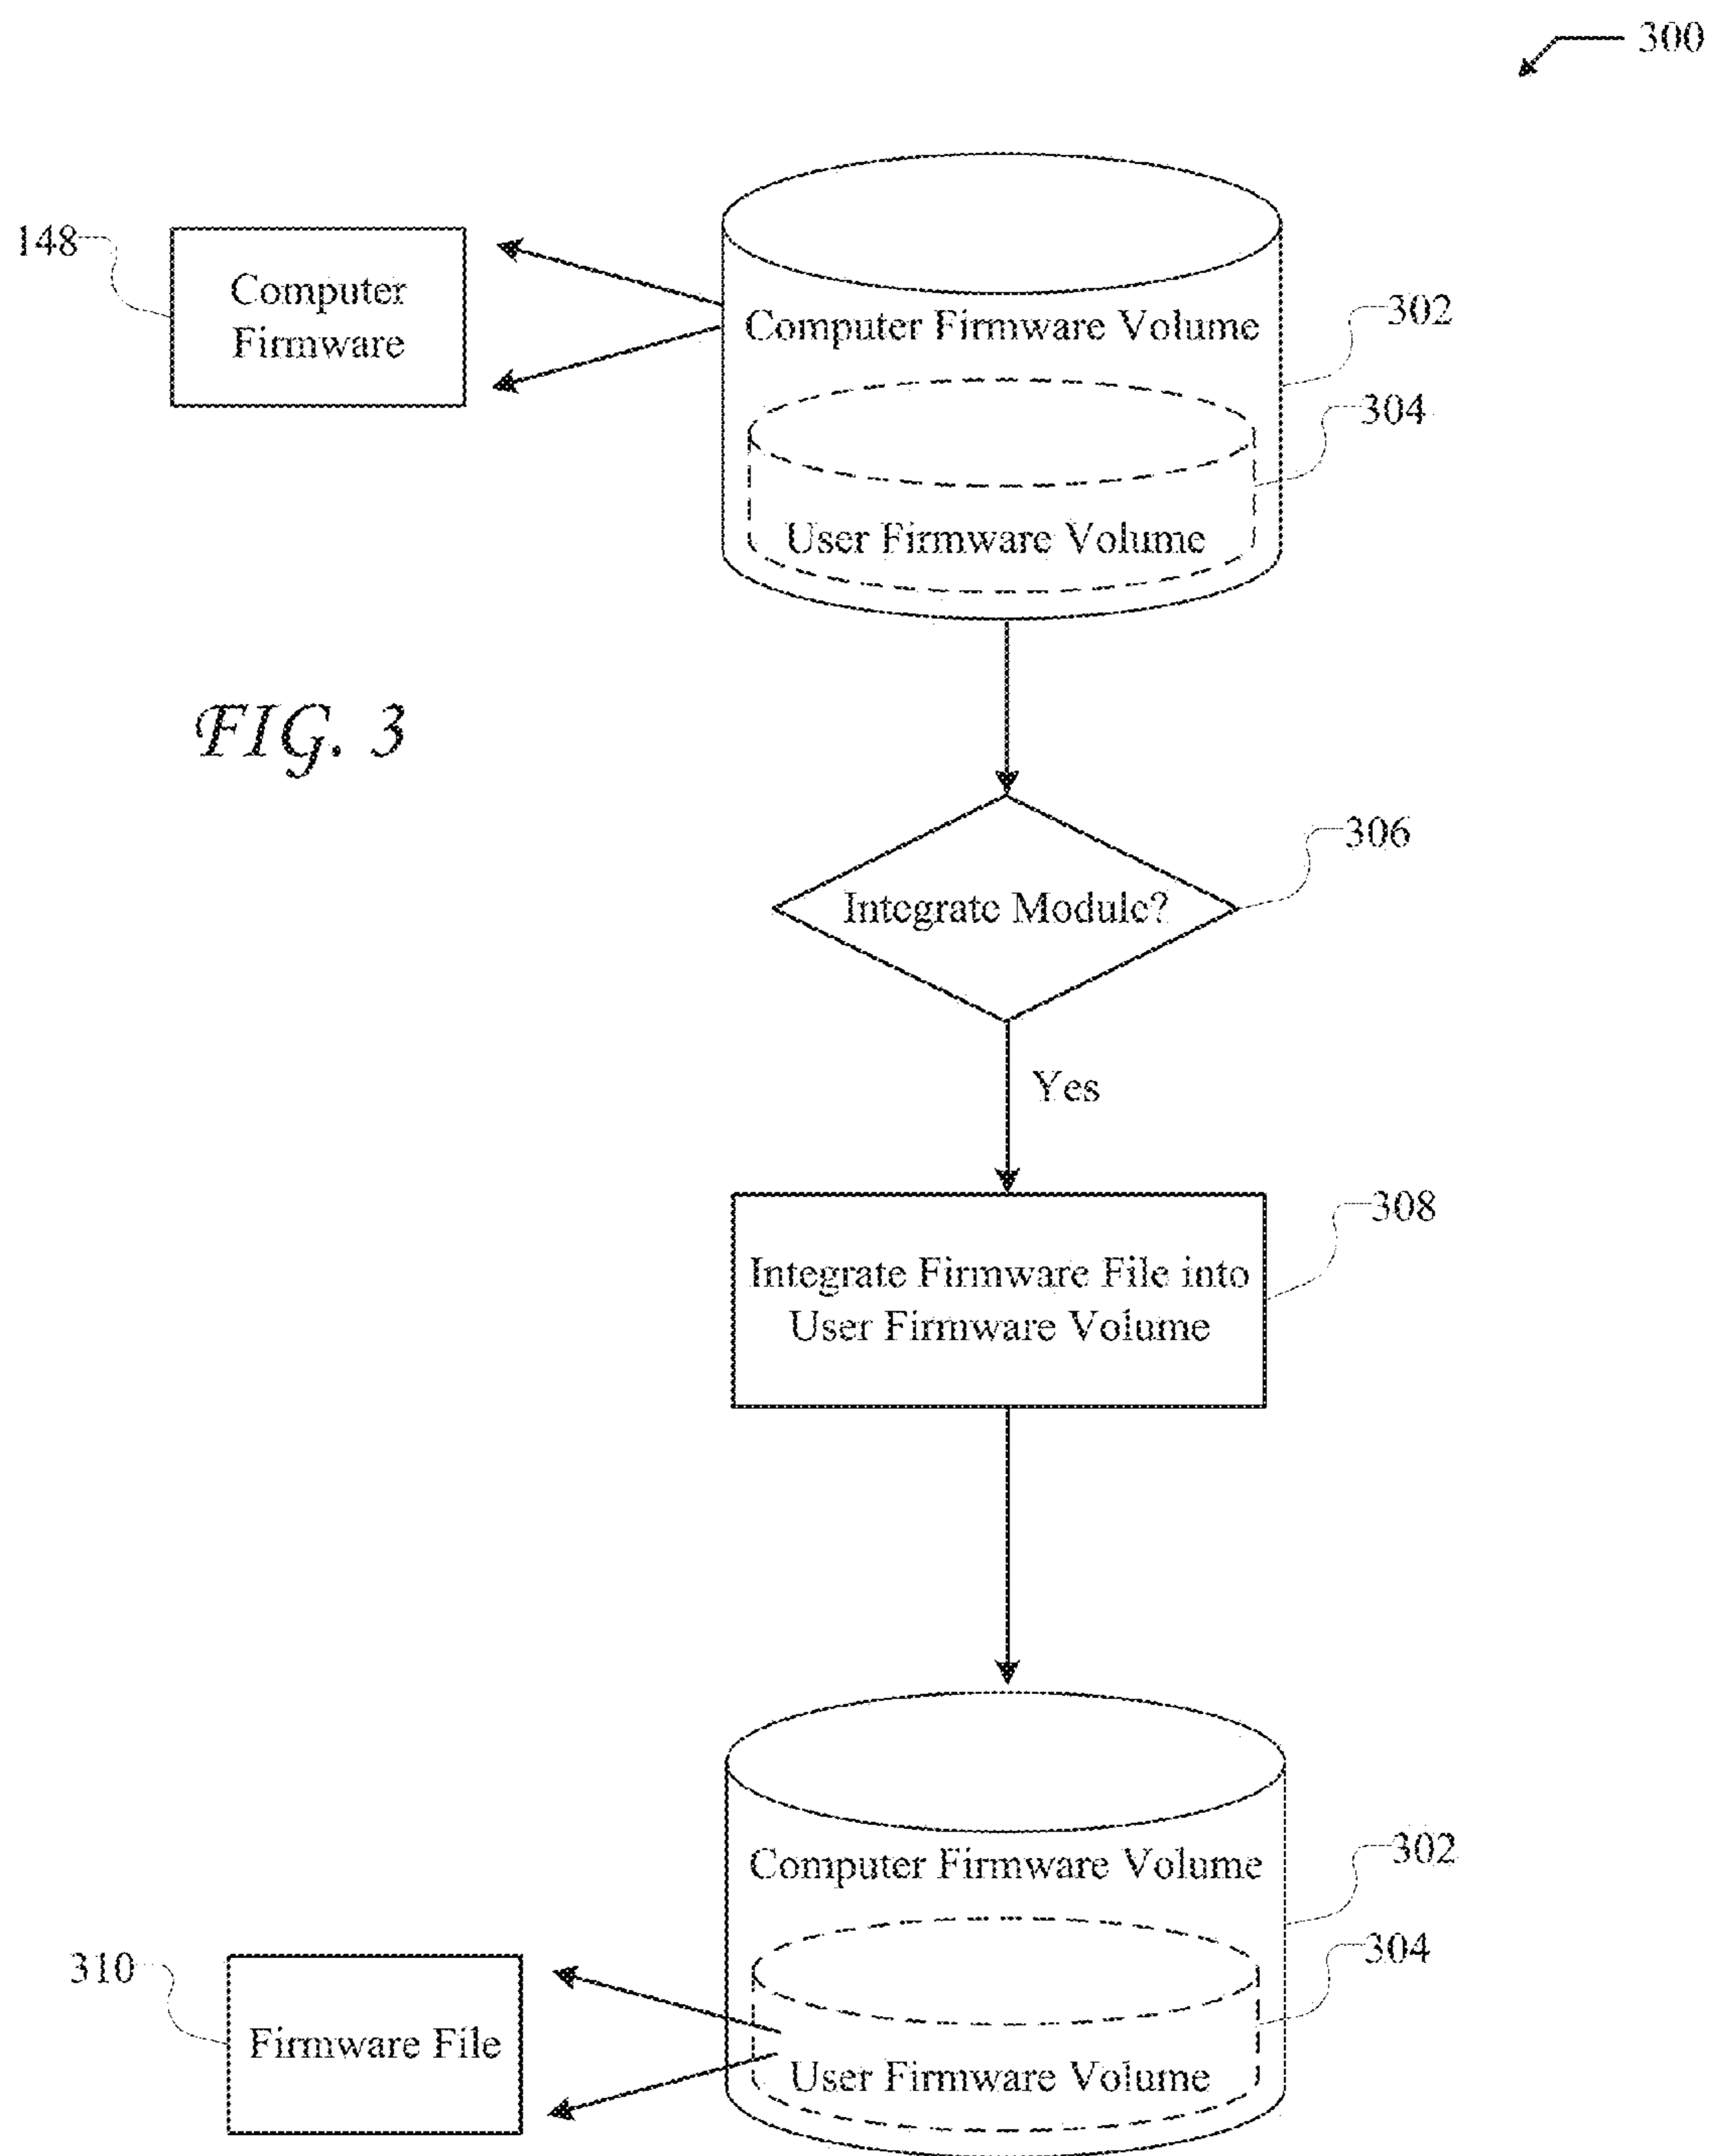 300
148
Computer
Firmware
Computer Firmware Volume
302
304
User Firmware Volume
FIG. 3
306
Integrate Module?
Yes
308
Integrate Firmware File into
User Firmware Volume
Computer Firmware Volume
302
304
310
Firmware File
User Firmware Volume